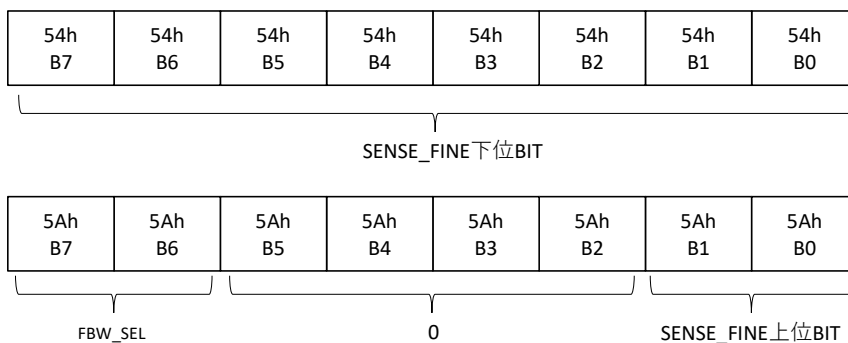 54h 54h 54h 54h 54h 54h 54h 54h
B7 B6 B5 B4 B3 B2 B1 B0
SENSE_FINE下位BIT
5Ah 5Ah 5Ah 5Ah 5Ah 5Ah 5Ah 5Ah
B7 B6 B5 B4 B3 B2 B1 B0
FBW_SEL 0 SENSE_FINE上位BIT